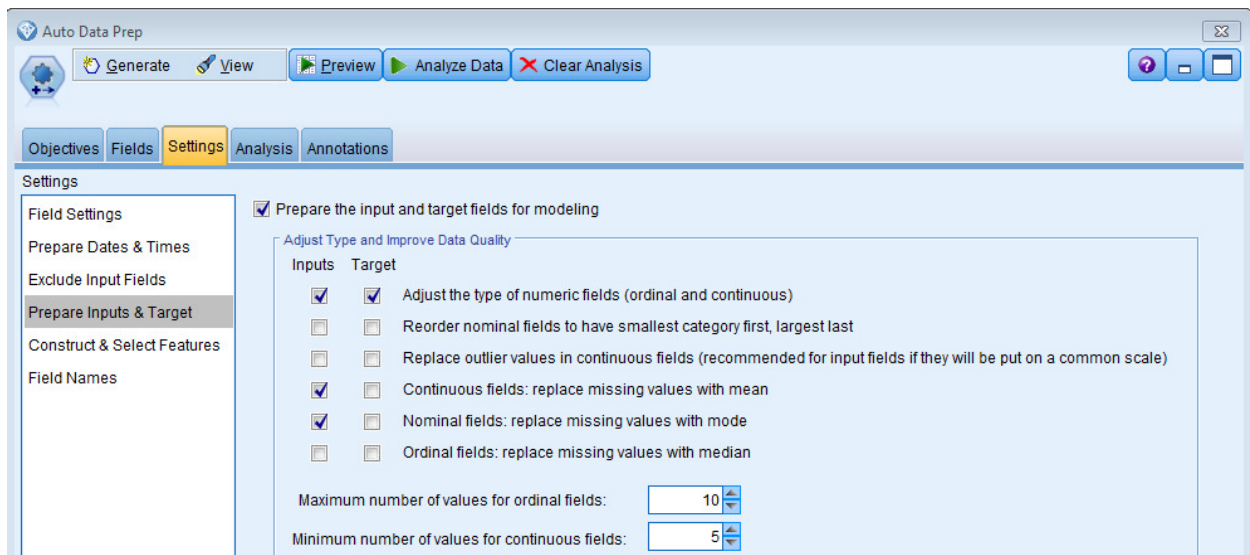 Auto Data Prep
Generate View Preview Analyze Data Clear Analysis
Objectives Fields Settings Analysis Annotations
Settings
Field Settings
Prepare Dates & Times
Exclude Input Fields
Prepare Inputs & Target
Construct & Select Features
Field Names
Prepare the input and target fields for modeling
Adjust Type and Improve Data Quality
Inputs Target
Adjust the type of numeric fields (ordinal and continuous)
Reorder nominal fields to have smallest category first, largest last
Replace outlier values in continuous fields (recommended for input fields if they will be put on a common scale)
Continuous fields: replace missing values with mean
Nominal fields: replace missing values with mode
Ordinal fields: replace missing values with median
Maximum number of values for ordinal fields: 10
Minimum number of values for continuous fields: 5